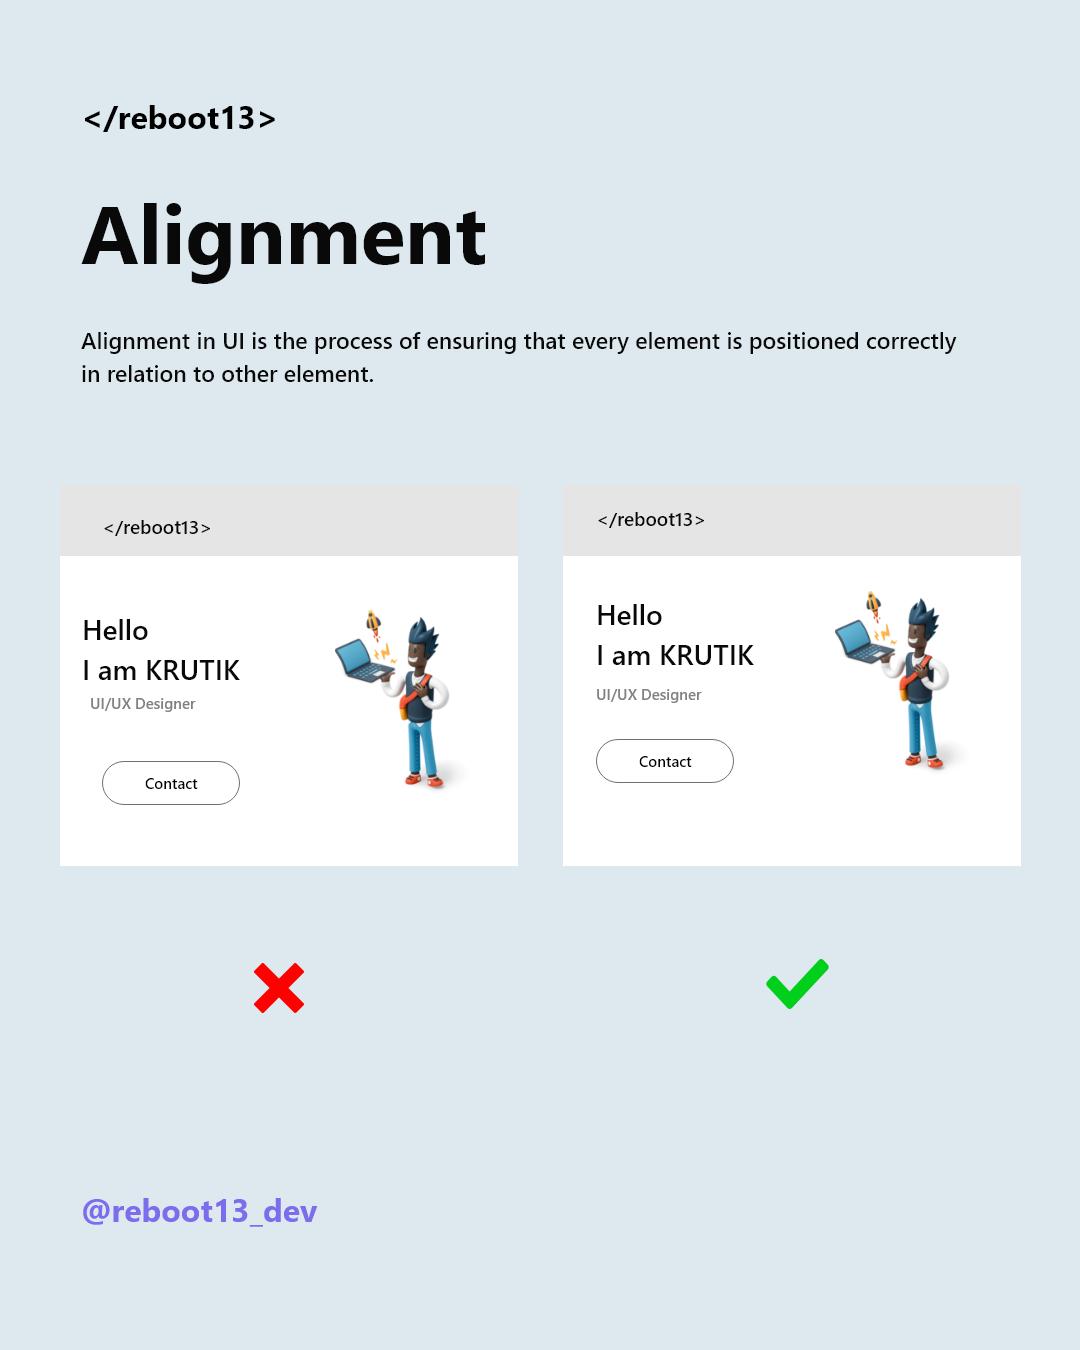 </reboot13>
Alignment
Alignment in UI is the process of ensuring that every element is positioned correctly
in relation to other element.
</reboot13>
Hello
I am KRUTIK
UI/UX Designer
Contact
</reboot13>
Hello
I am KRUTIK
UI/UX Designer
Contact
@reboot13_dev